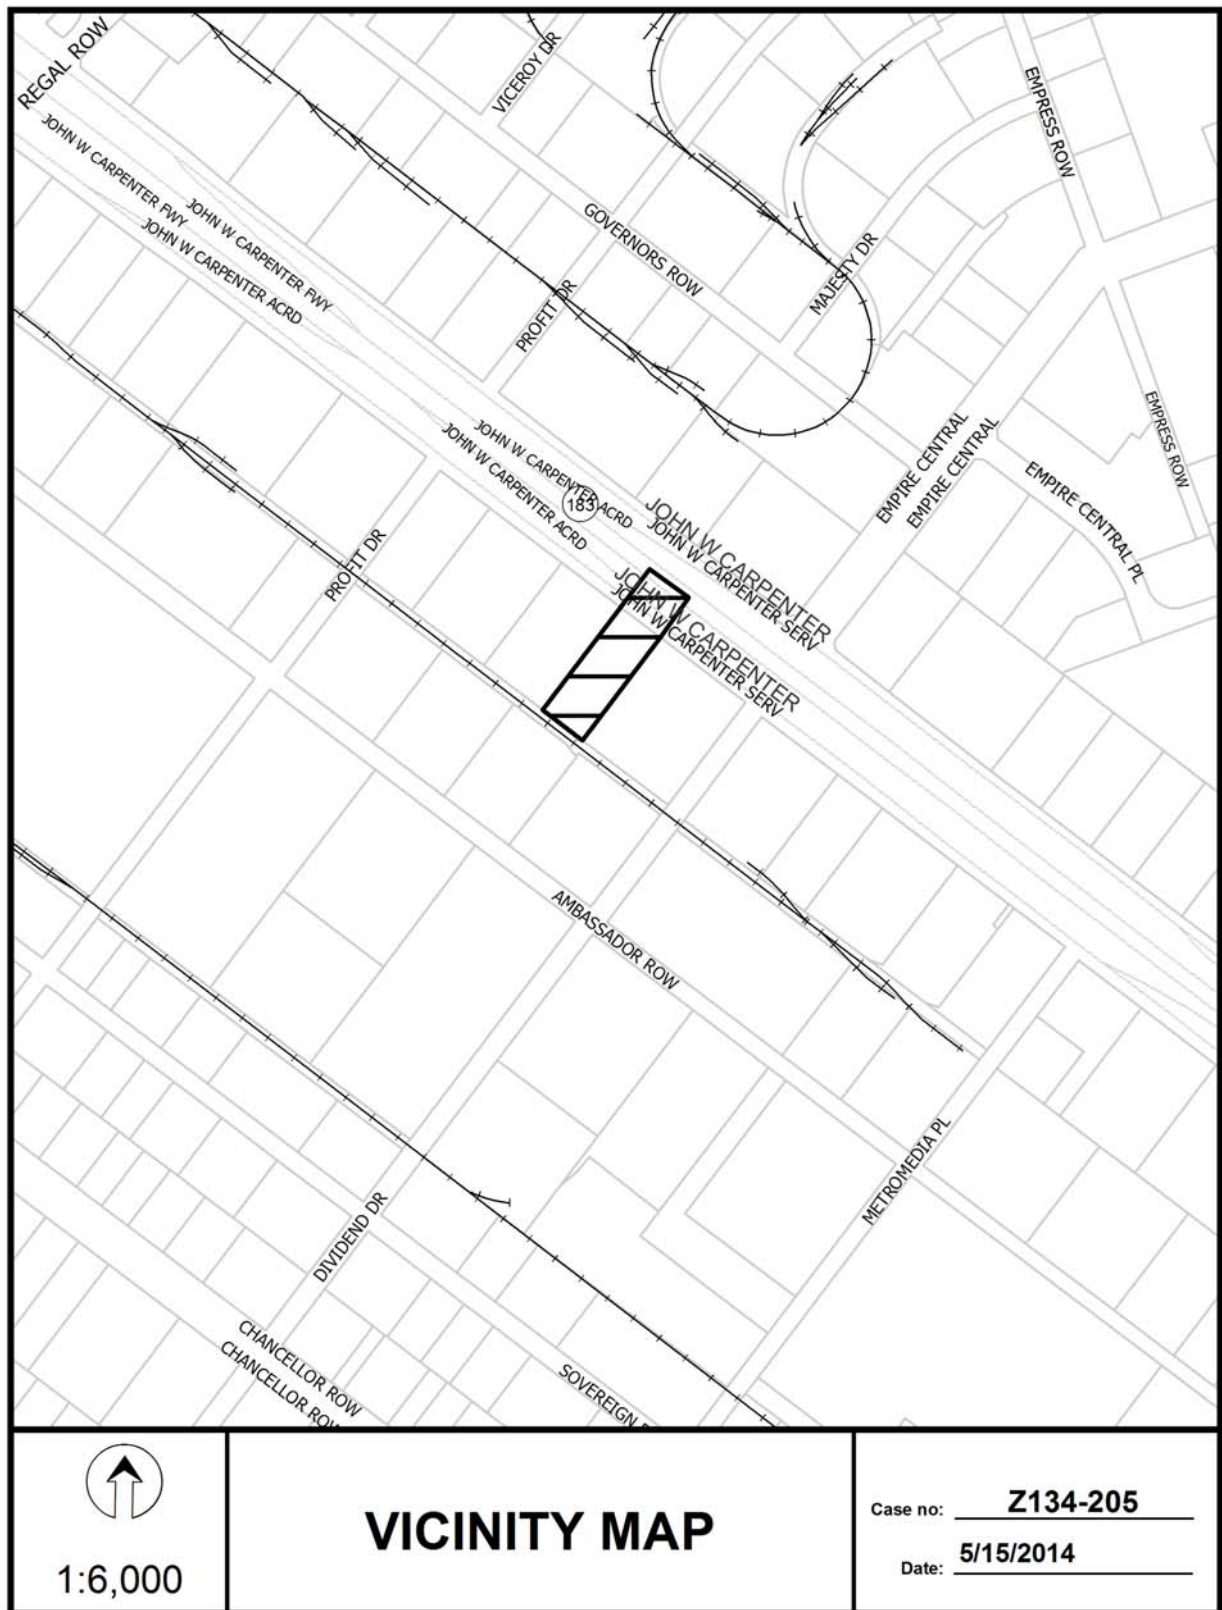 REGAL ROW
VICEROY DR
EMPRESS ROW
JOHN W CARPENTER FWY
JOHN W CARPENTER FWY
JOHN W CARPENTER ACRD
GOVERNORS ROW
MAJESTY DR
PROFIT DR
EMPRESS ROW
EMPIRE CENTRAL
EMPIRE CENTRAL
EMPIRE CENTRAL PL
JOHN W CARPENTER ACRD
JOHN W CARPENTER ACRD
183
JOHN W CARPENTER
JOHN W CARPENTER SERV
PROFIT DR
JOHN W CARPENTER
JOHN W CARPENTER SERV
AMBASSADOR ROW
METROMEDIA PL
DIVIDEND DR
CHANCELLOR ROW
CHANCELLOR ROW
SOVEREIGN
1:6,000
VICINITY MAP
Case no: Z134-205
Date: 5/15/2014